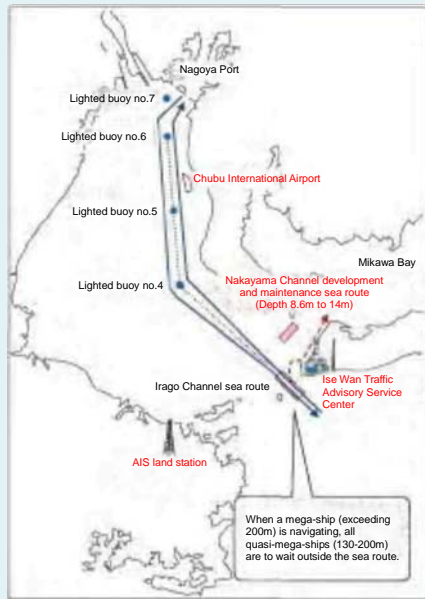 Nagoya Port
Lighted buoy no.7
Lighted buoy no.6
Chubu International Airport
Lighted buoy no.5
Mikawa Bay
Nakayama Channel development
and maintenance sea route
(Depth 8.6m to 14m)
Lighted buoy no.4
Ise Wan Traffic
Advisory Service
Center
Irago Channel sea route
AIS land station
When a mega-ship (exceeding
200m) is navigating, all
quasi-mega-ships (130-200m)
are to wait outside the sea route.